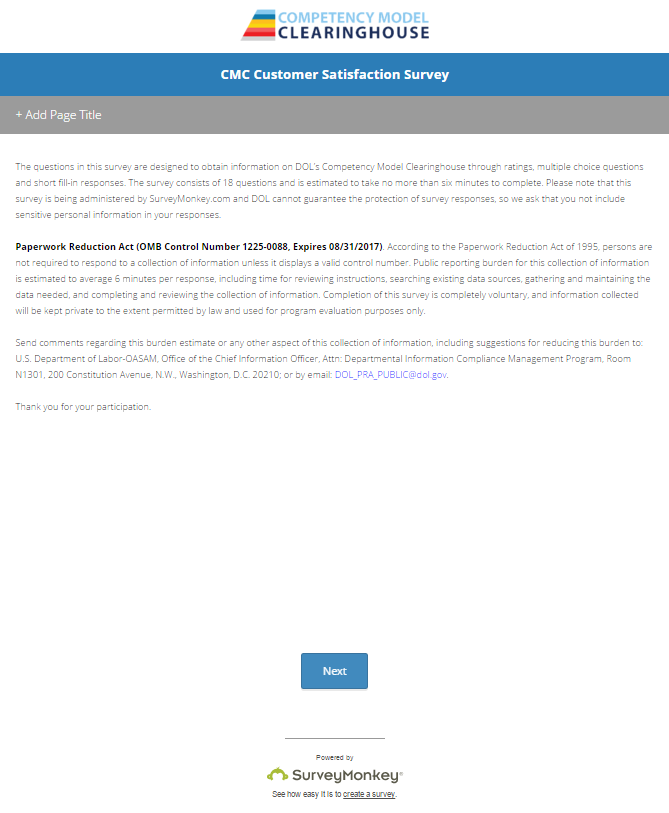 COMPETENCY MODEL
CLEARINGHOUSE
CMC Customer Satisfaction Survey
+ Add Page Title
The questions in this survey are designed to obtain information on DOL's Competency Model Clearinghouse through ratings, multiple choice questions
and short fill-in responses. The survey consists of 18 questions and is estimated to take no more than six minutes to complete. Please note that this
survey is being administered by SurveyMonkey.com and DOL cannot guarantee the protection of survey responses, so we ask that you not include
sensitive personal information in your responses.
Paperwork Reduction Act (OMB Control Number 1225-0088, Expires 08/31/2017). According to the Paperwork Reduction Act of 1995, persons are
not required to respond to a collection of information unless it displays a valid control number. Public reporting burden for this collection of information
is estimated to average 6 minutes per response, including time for reviewing instructions, searching existing data sources, gathering and maintaining the
data needed, and completing and reviewing the collection of information. Completion of this survey is completely voluntary, and information collected
will be kept private to the extent permitted by law and used for program evaluation purposes only.
Send comments regarding this burden estimate or any other aspect of this collection of information, including suggestions for reducing this burden to:
U.S. Department of Labor-OASAM, Office of the Chief Information Officer, Attn: Departmental Information Compliance Management Program, Room
N1301, 200 Constitution Avenue, N.W., Washington, D.C. 20210; or by email: DOL_PRA_PUBLIC@dol.gov.
Thank you for your participation.
Next
Powered by
SurveyMonkey®
See how easy it is to create a survey.